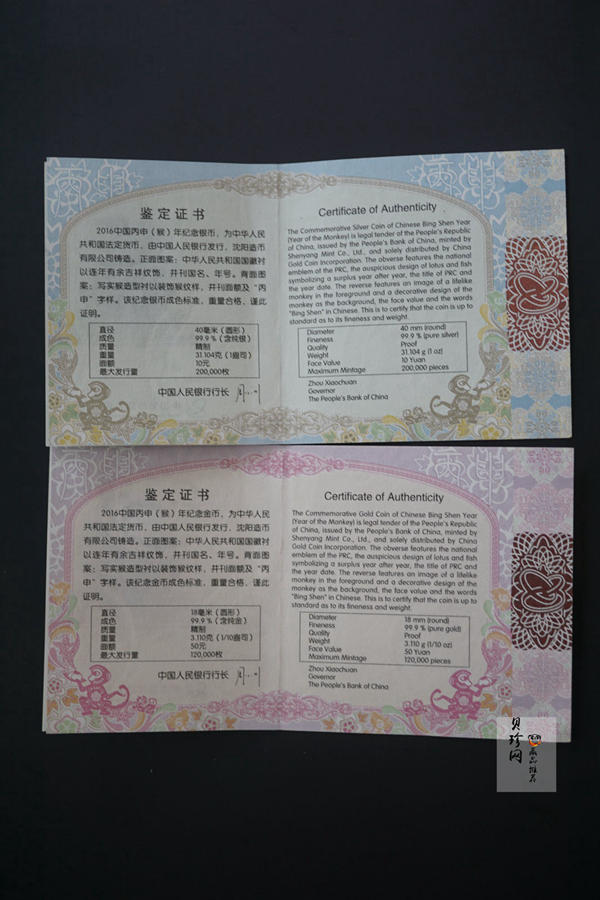 鉴定证书
2016中国丙申（猴）年纪念银币，为中华人民
共和国法定货币，由中国人民银行发行，沈阳造币
有限公司铸造。正面图案：中华人民共和国国徽衬
以连年有余吉祥纹饰，并刊国名、年号。背面图
案：写实猴造型衬以装饰猴纹样，并刊面额及“丙
申”字样。该纪念银币成色标准，重量合格，谨此
证明。
直径 40毫米（圆形）
成色 99.9％（含纯银）
质量 精制
重量 31.104克（1盎司）
面额 10元
最大发行量 200,000枚
中国人民银行行长
Certificate of Authenticity
The Commemorative Silver Coin of Chinese Bing Shen Year
(Year of the Monkey) is legal tender of the People's Republic
of China, issued by the People's Bank of China, minted by
Shenyang Mint Co., Ltd., and solely distributed by China
Gold Coin Incorporation. The obverse features the national
emblem of the PRC, the auspicious design of lotus and fish
symbolizing a surplus year after year, the title of PRC and
the year date. The reverse features an image of a lifelike
monkey in the foreground and a decorative design of the
monkey as the background, the face value and the words
"Bing Shen" in Chinese. This is to certify that the coin is up to
standard as to its fineness and weight.
Diameter 40 mm (round)
Fineness 99.9 % (pure silver)
Quality Proof
Weight 31.104 g (1 oz)
Face Value 10 Yuan
Maximum Mintage 200,000 pieces
Zhou Xiaochuan
Governor
The People's Bank of China
鉴定证书
2016中国丙申（猴）年纪念金币，为中华人民
共和国法定货币，由中国人民银行发行，沈阳造币
有限公司铸造。正面图案：中华人民共和国国徽衬
以连年有余吉祥纹饰，并刊国名、年号。背面图
案：写实猴造型衬以装饰猴纹样，并刊面额及“丙
申”字样。该纪念金币成色标准，重量合格，谨此
证明。
直径 18毫米（圆形）
成色 99.9％（含纯金）
质量 精制
重量 3.110克（1/10盎司）
面额 50元
最大发行量 120,000枚
中国人民银行行长
Certificate of Authenticity
The Commemorative Gold Coin of Chinese Bing Shen Year
(Year of the Monkey) is legal tender of the People's Republic
of China, issued by the People's Bank of China, minted by
Shenyang Mint Co., Ltd., and solely distributed by China
Gold Coin Incorporation. The obverse features the national
emblem of the PRC, the auspicious design of lotus and fish
symbolizing a surplus year after year, the title of PRC and
the year date. The reverse features an image of a lifelike
monkey in the foreground and a decorative design of the
monkey as the background, the face value and the words
"Bing Shen" in Chinese. This is to certify that the coin is up to
standard as to its fineness and weight.
Diameter 18 mm (round)
Fineness 99.9 % (pure gold)
Quality Proof
Weight 3.110 g (1/10 oz)
Face Value 50 Yuan
Maximum Mintage 120,000 pieces
Zhou Xiaochuan
Governor
The People's Bank of China
贝珍网
藏品推荐